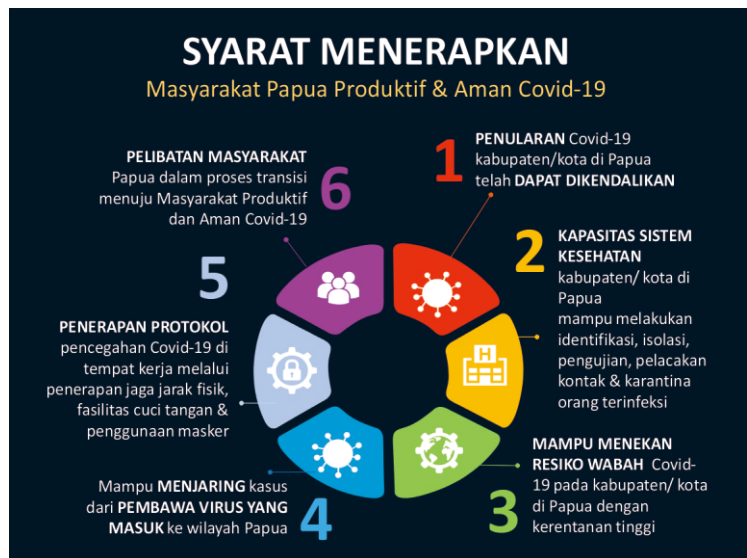 SYARAT MENERAPKAN
Masyarakat Papua Produktif & Aman Covid-19
1
PENULARAN Covid-19
kabupaten/kota di Papua
telah DAPAT DIKENDALIKAN
2
KAPASITAS SISTEM
KESEHATAN
kabupaten/ kota di
Papua
mampu melakukan
identifikasi, isolasi,
pengujian, pelacakan
kontak & karantina
orang terinfeksi
3
MAMPU MENEKAN
RESIKO WABAH Covid-
19 pada kabupaten/ kota
di Papua dengan
kerentanan tinggi
4
Mampu MENJARING kasus
dari PEMBAWA VIRUS YANG
MASUK ke wilayah Papua
5
PENERAPAN PROTOKOL
pencegahan Covid-19 di
tempat kerja melalui
penerapan jaga jarak fisik,
fasilitas cuci tangan &
penggunaan masker
6
PELIBATAN MASYARAKAT
Papua dalam proses transisi
menuju Masyarakat Produktif
dan Aman Covid-19
H